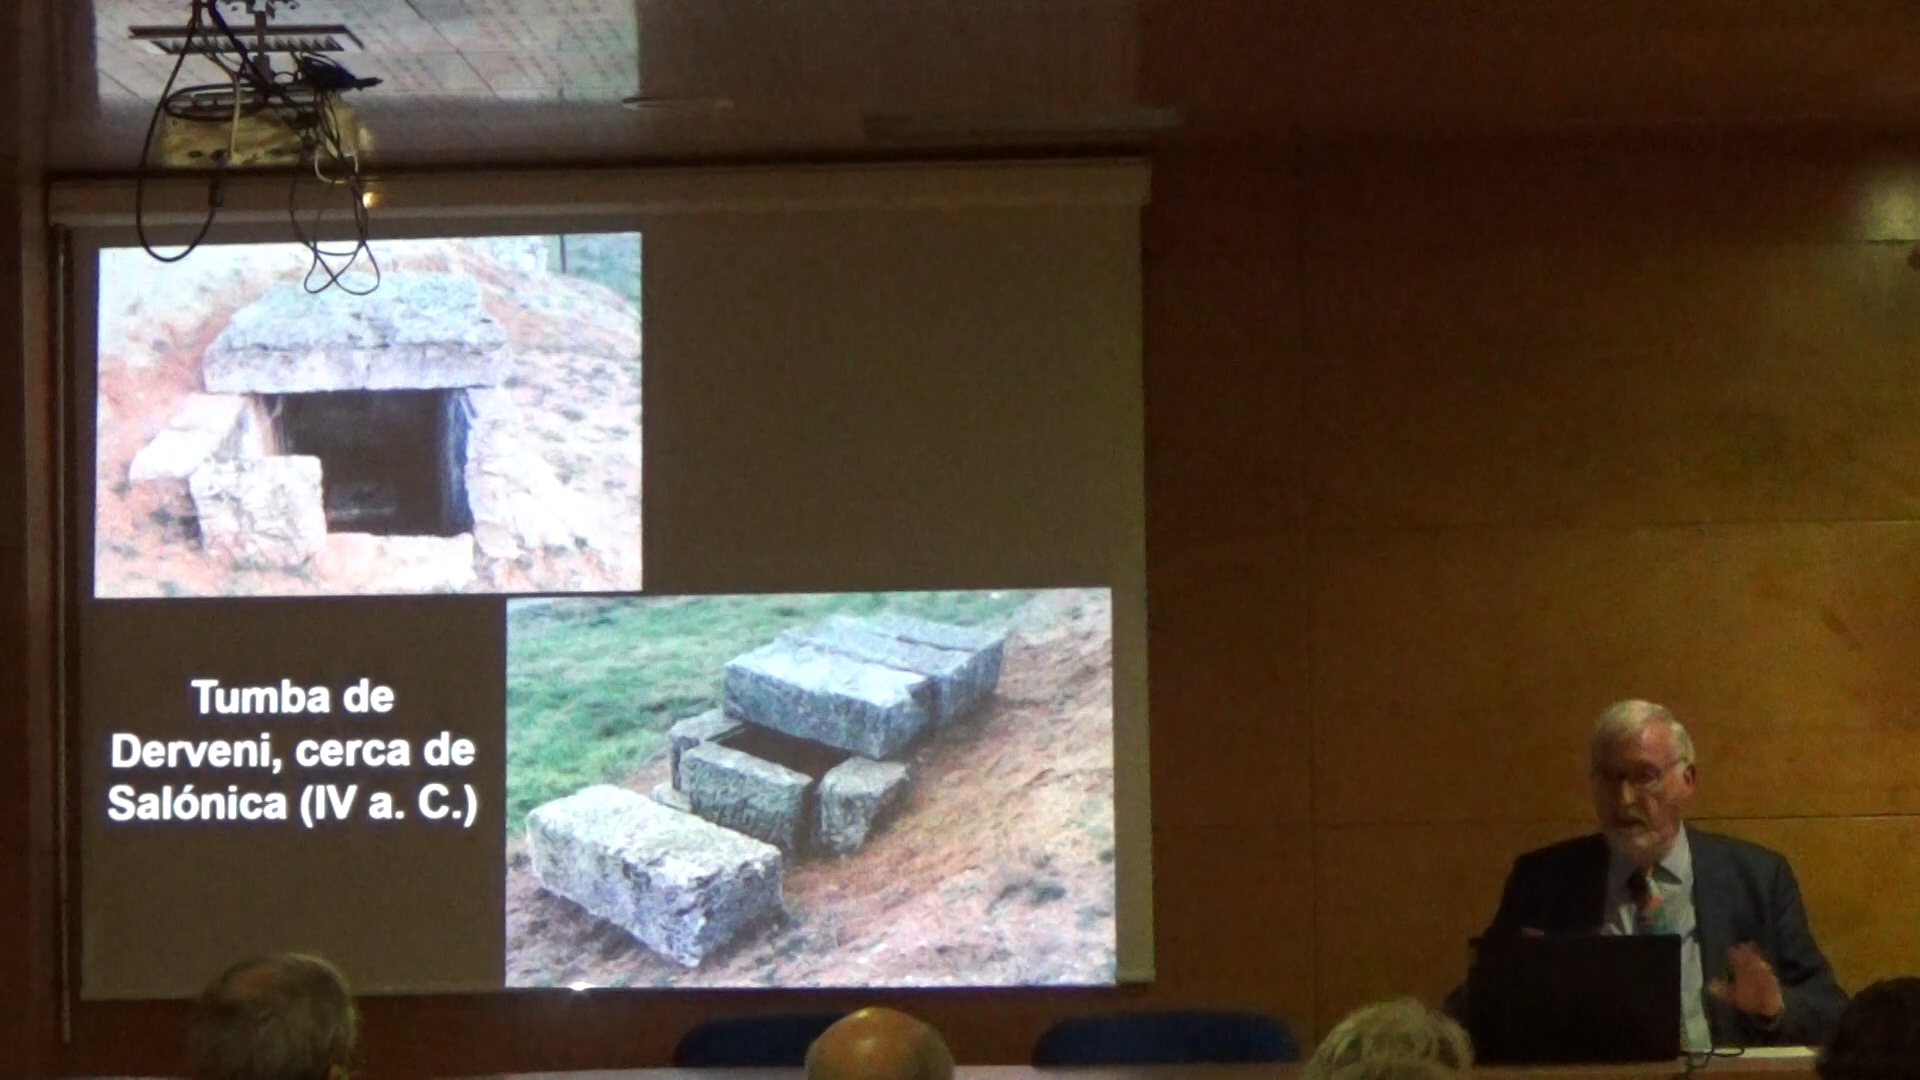 Tumba de
Derveni, cerca de
Salónica (IV a. C.)